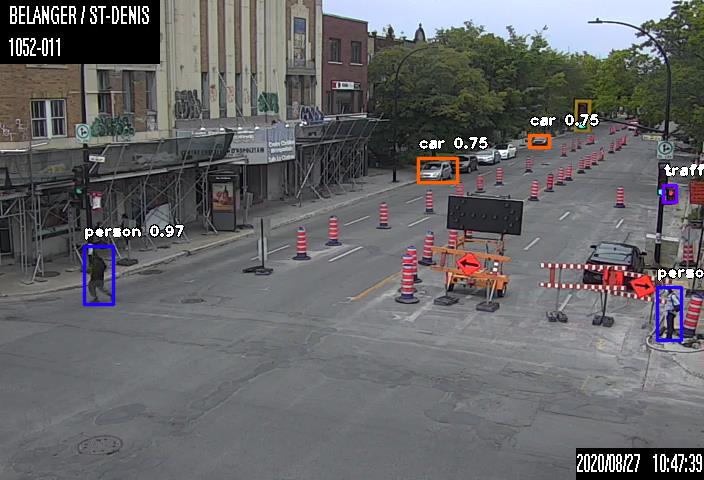 BELANGER / ST-DENIS
1052-011
car 0.75
car 0.75
traff
person 0.97
perso
2020/08/27 10:47:39